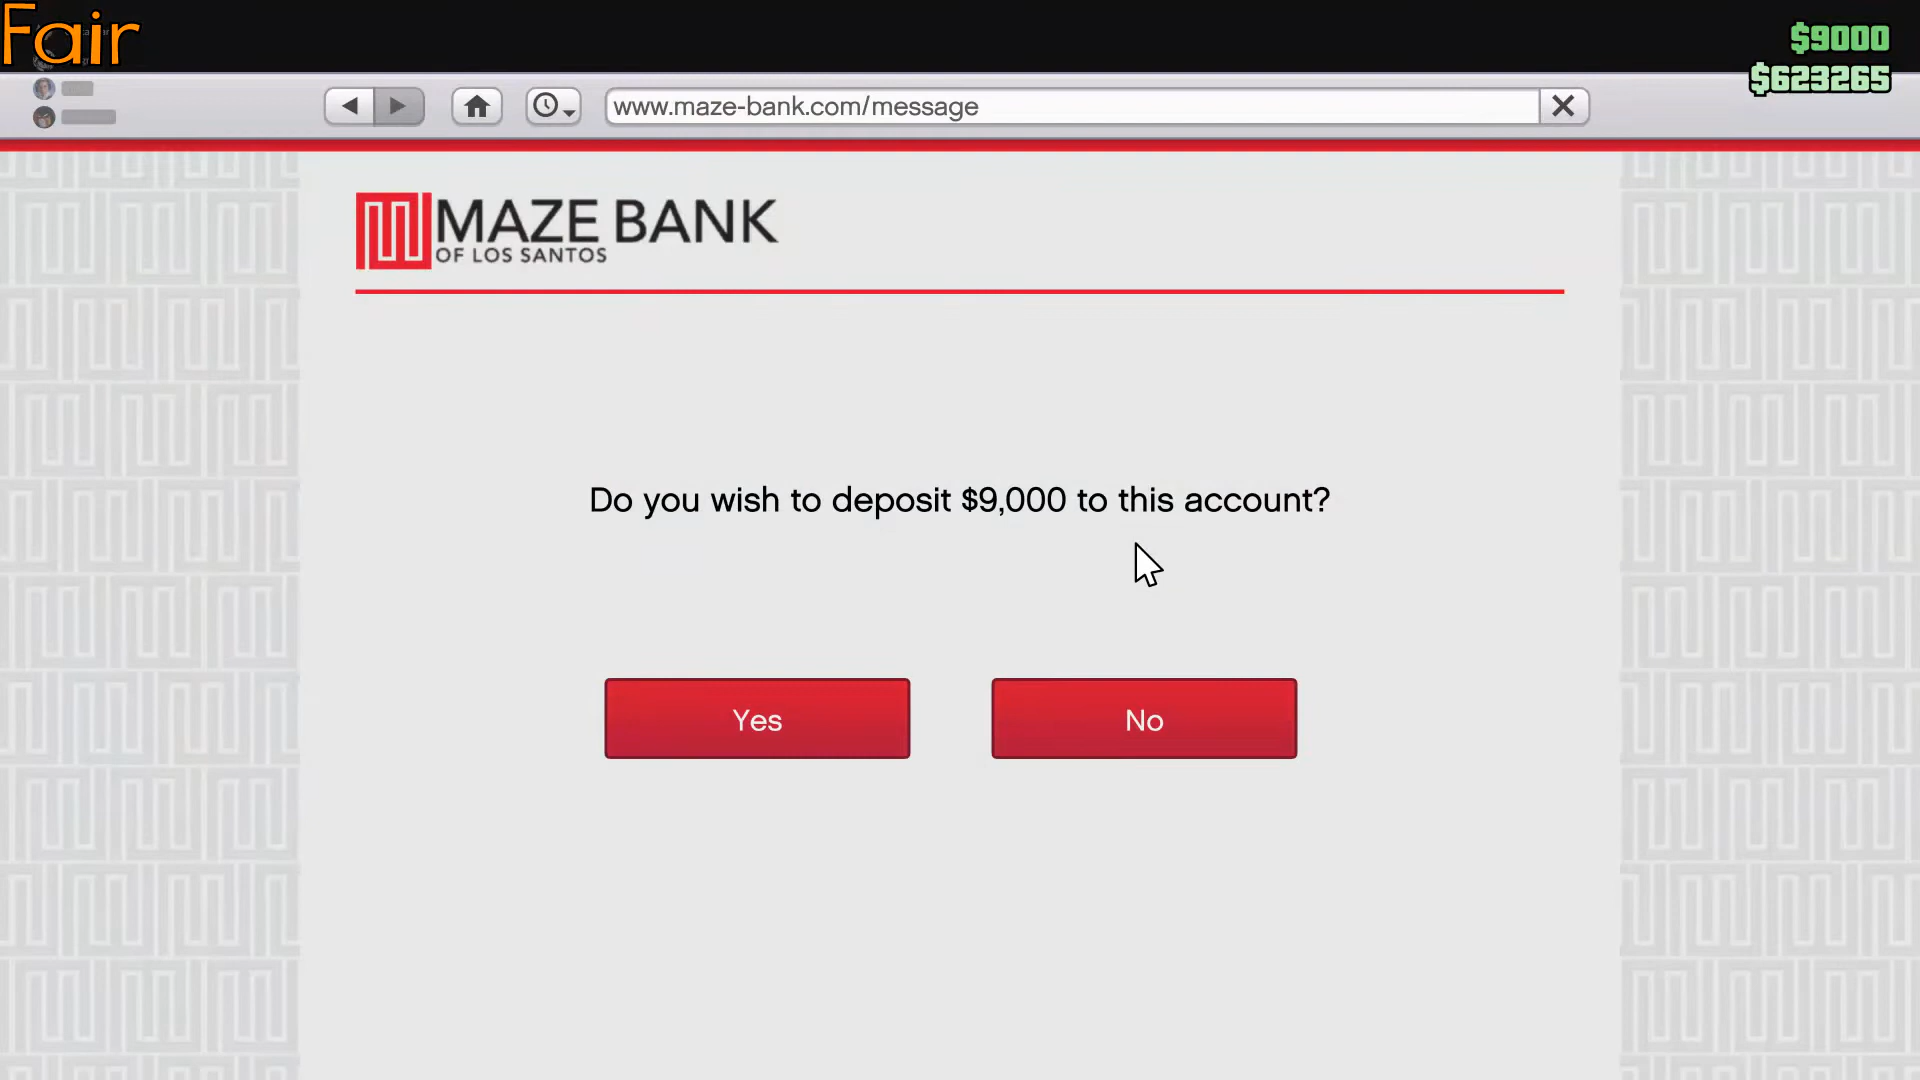 Fair
$9000
$623265
www.maze-bank.com/message
MAZE BANK
OF LOS SANTOS
Do you wish to deposit $9,000 to this account?
Yes
No